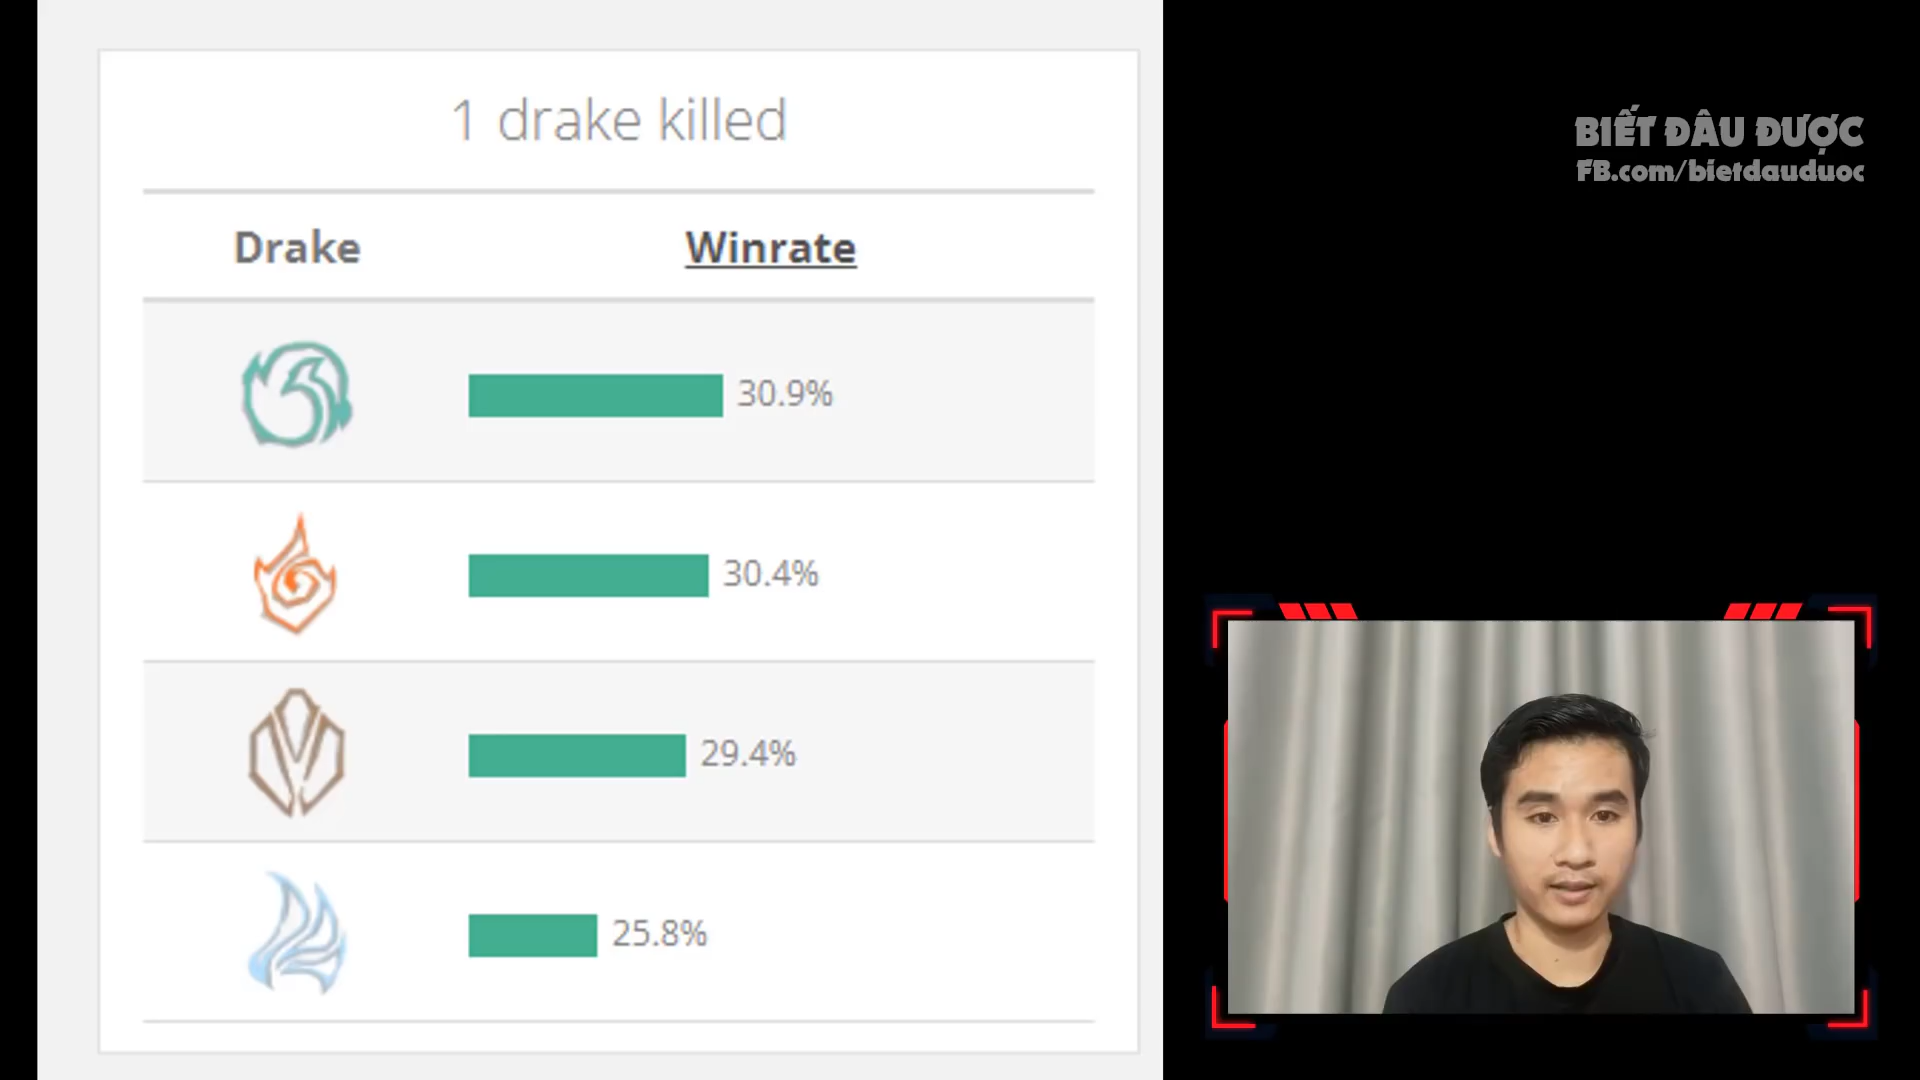 1 drake killed
Drake Winrate
30.9%
30.4%
29.4%
25.8%
BIẾT ĐÂU ĐƯỢC
FB.com/bietdauduoc